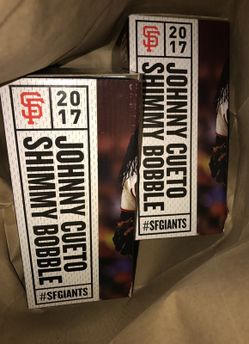 SF
2017
JOHNNY CUETO
SHIMMY BOBBLE
#SFGIANTS
SF
2017
JOHNNY CUETO
SHIMMY BOBBLE
#SFGIANTS